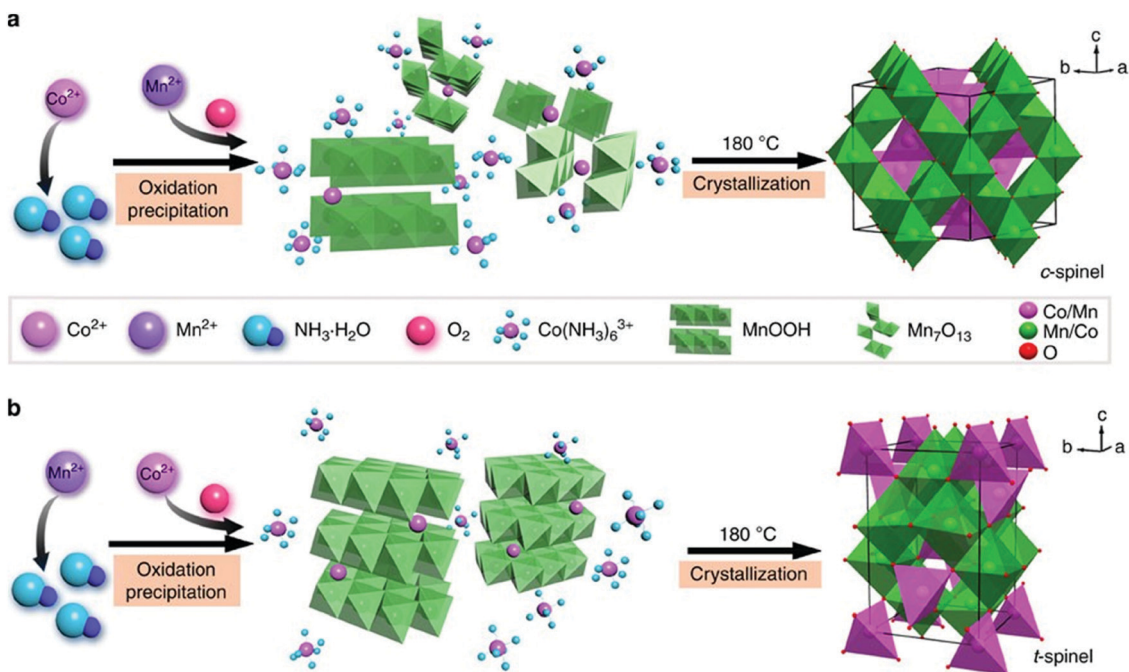 a
Co²⁺
Mn²⁺
Oxidation
precipitation
180 °C
Crystallization
c
b
a
c-spinel
Co²⁺
Mn²⁺
NH₃·H₂O
O₂
Co(NH₃)₆³⁺
MnOOH
Mn₇O₁₃
Co/Mn
Mn/Co
O
b
Mn²⁺
Co²⁺
Oxidation
precipitation
180 °C
Crystallization
c
b
a
t-spinel